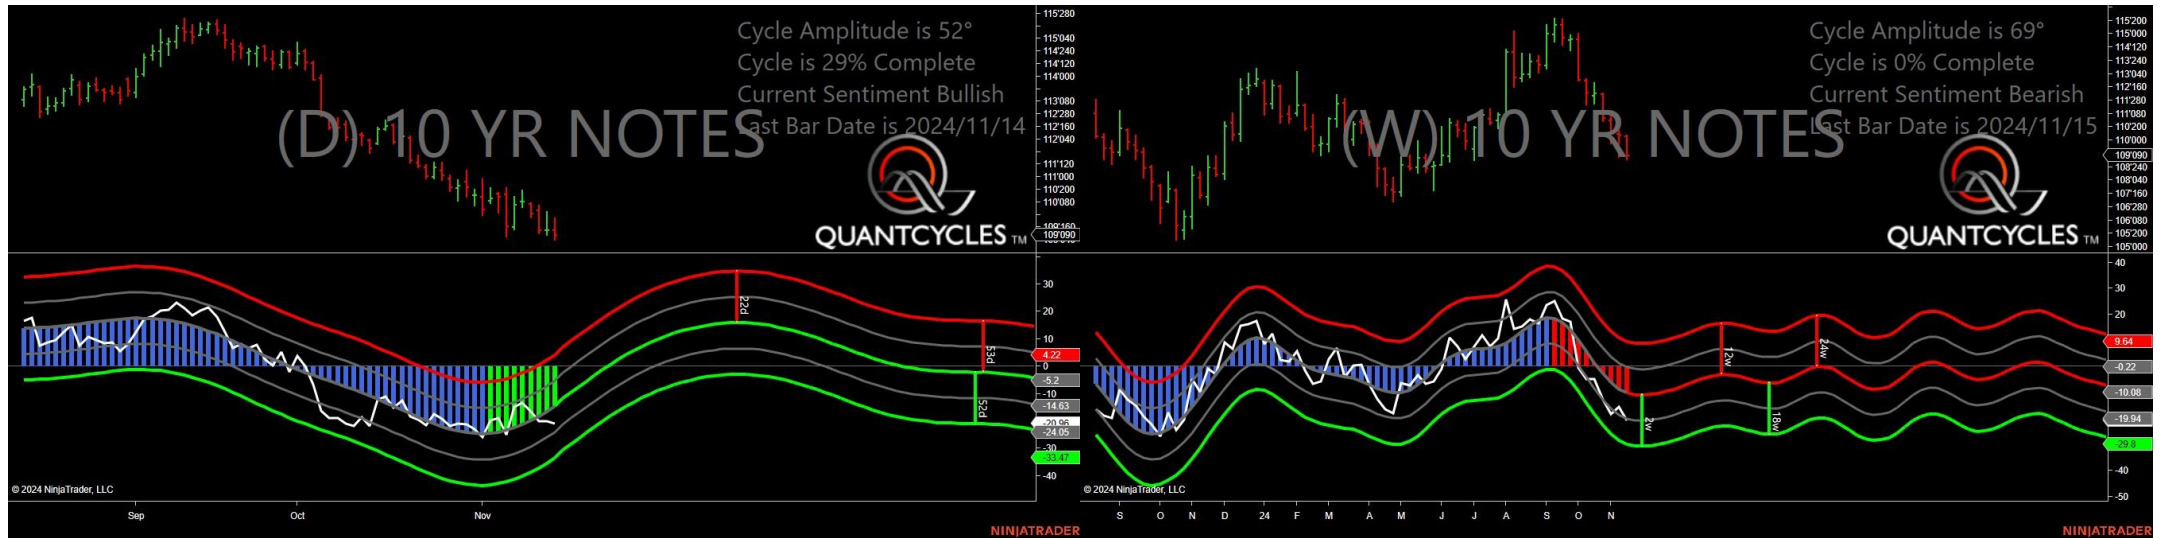 Cycle Amplitude is 52°
Cycle is 29% Complete
Current Sentiment Bullish
Last Bar Date is 2024/11/14
(D) 10 YR NOTES
QUANTCYCLES TM
115'280
115'040
114'240
114'120
114'000
113'080
112'280
112'160
112'040
111'120
110'200
110'080
109'160
109'090
22d
53d
52d
30
20
10
4.22
0
-5.2
-10
-14.63
-20.96
-24.05
-30
-33.47
-40
© 2024 NinjaTrader, LLC
Sep
Oct
Nov
NINJATRADER
Cycle Amplitude is 69°
Cycle is 0% Complete
Current Sentiment Bearish
Last Bar Date is 2024/11/15
(W) 10 YR NOTES
QUANTCYCLES TM
115'200
115'000
114'120
113'240
113'040
112'160
111'280
111'080
110'200
110'000
109'090
108'240
108'040
107'160
106'280
106'080
105'200
105'000
2w
12w
18w
24w
40
30
20
9.64
-0.22
-10.08
-19.94
-29.8
-40
-50
© 2024 NinjaTrader, LLC
S
O
N
D
24
F
M
A
M
J
J
A
S
O
N
NINJATRADER